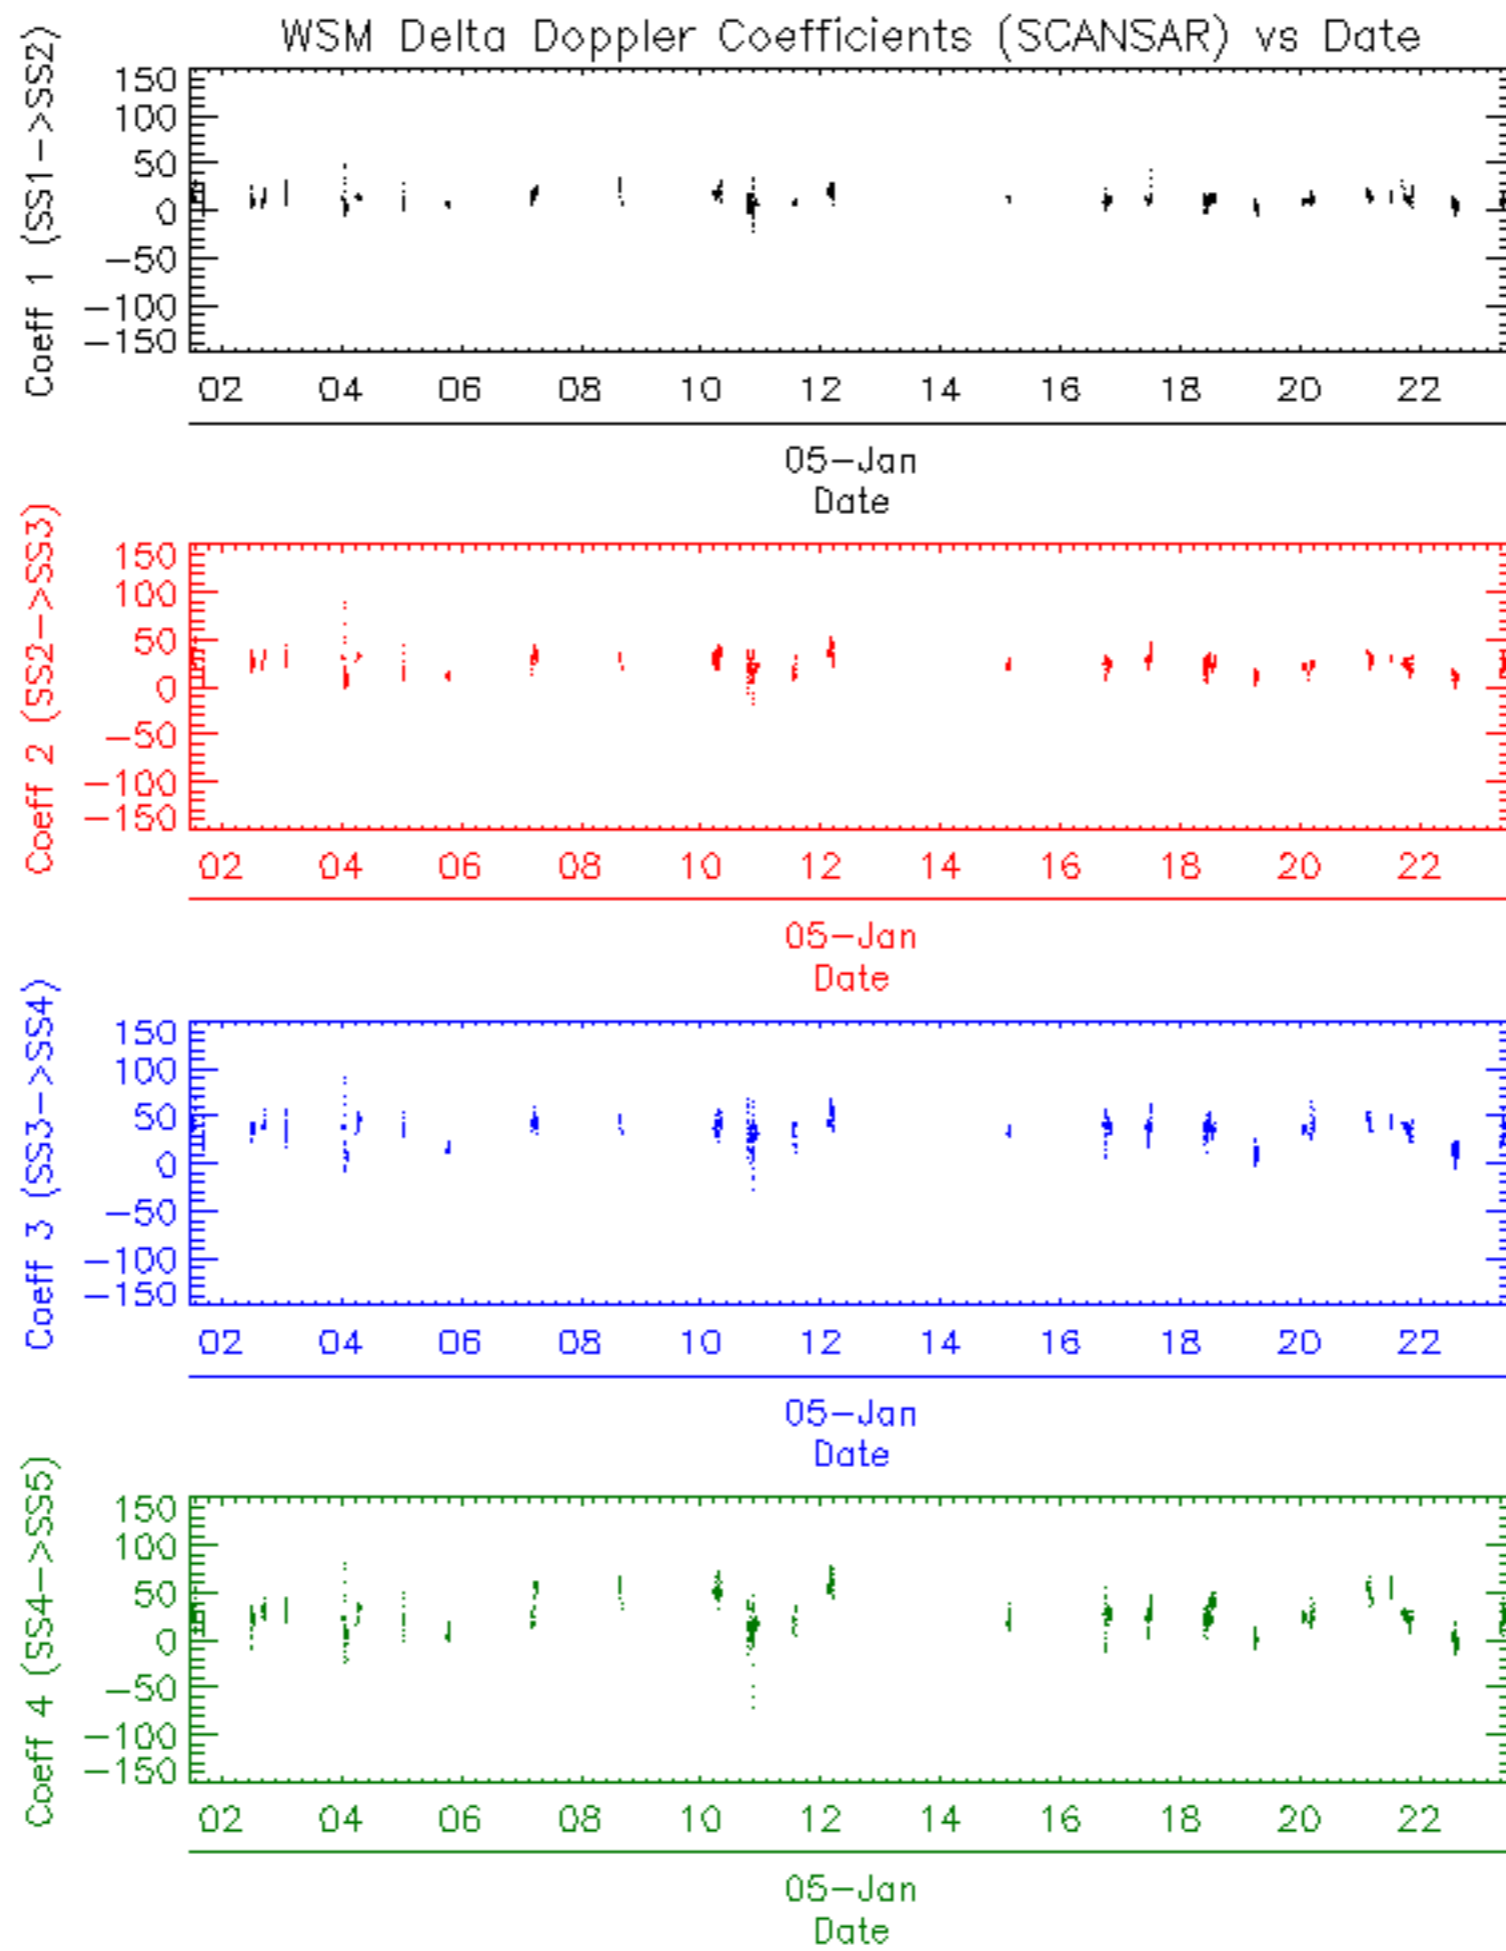 WSM Delta Doppler Coefficients (SCANSAR) vs Date
Coeff 1 (SS1->SS2)
150
100
50
0
-50
-100
-150
02 04 06 08 10 12 14 16 18 20 22
05-Jan
Date
Coeff 2 (SS2->SS3)
150
100
50
0
-50
-100
-150
02 04 06 08 10 12 14 16 18 20 22
05-Jan
Date
Coeff 3 (SS3->SS4)
150
100
50
0
-50
-100
-150
02 04 06 08 10 12 14 16 18 20 22
05-Jan
Date
Coeff 4 (SS4->SS5)
150
100
50
0
-50
-100
-150
02 04 06 08 10 12 14 16 18 20 22
05-Jan
Date